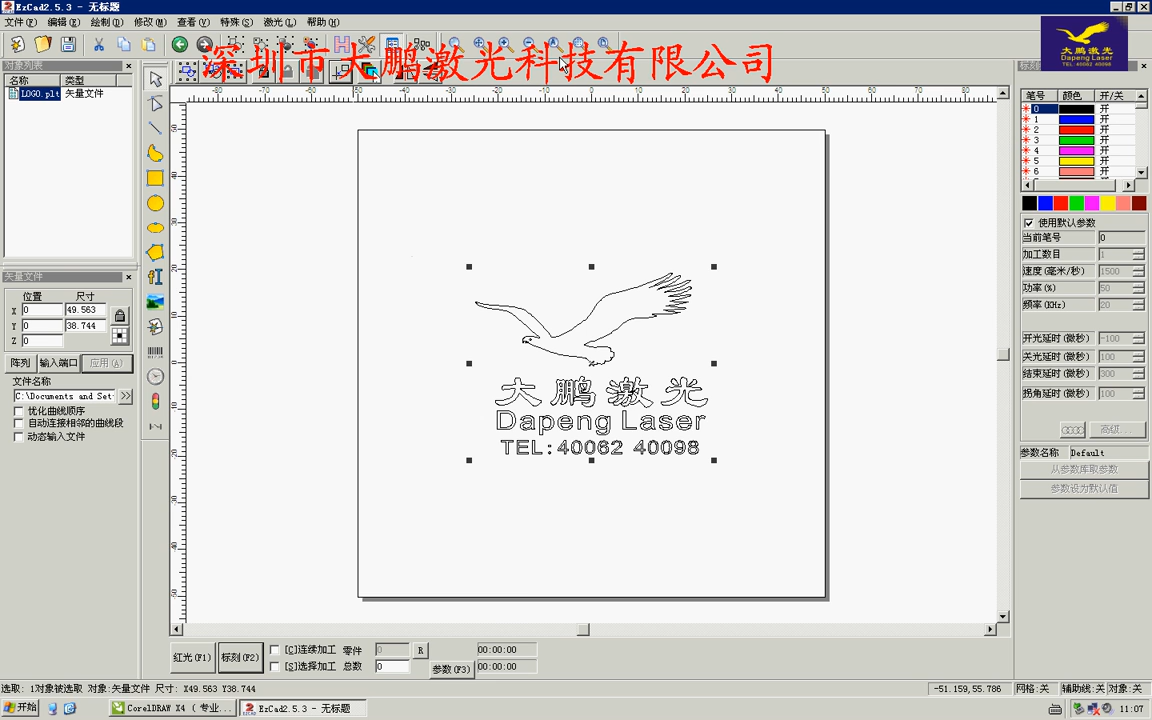 EzCad2.5.3 - 无标题
文件(F) 编辑(E) 绘制(D) 修改(M) 查看(V) 特殊(S) 激光(L) 帮助(H)
深圳市大鹏激光科技有限公司
大鹏激光
Dapeng Laser
TEL: 40062 40098
对象列表
名称 类型
LOGO.plt 矢量文件
矢量文件
位置 尺寸
X 0 49.563
Y 0 38.744
Z 0
阵列 输入端口 应用(A)
文件名称
C:\Documents and Set >>
优化曲线顺序
自动连接相邻的曲线段
动态输入文件
大鹏激光
Dapeng Laser
TEL:40062 40098
笔号 颜色 开/关
0 开
1 开
2 开
3 开
4 开
5 开
6 开
使用默认参数
当前笔号 0
加工数目 1
速度(毫米/秒) 1500
功率(%) 50
频率(KHz) 20
开光延时(微秒) -100
关光延时(微秒) 100
结束延时(微秒) 300
拐角延时(微秒) 100
高级...
参数名称 Default
从参数库取参数
参数设为默认值
红光(F1) 标刻(F2) [C]连续加工 零件 0 R 00:00:00
[S]选择加工 总数 0 参数(F3) 00:00:00
选取: 1对象被选取 对象:矢量文件 尺寸: X49.563 Y38.744 -51.159,55.786 网格:关 辅助线:关 对象:关
开始 CorelDRAW X4 ( 专业... EzCad2.5.3 - 无标题 11:07